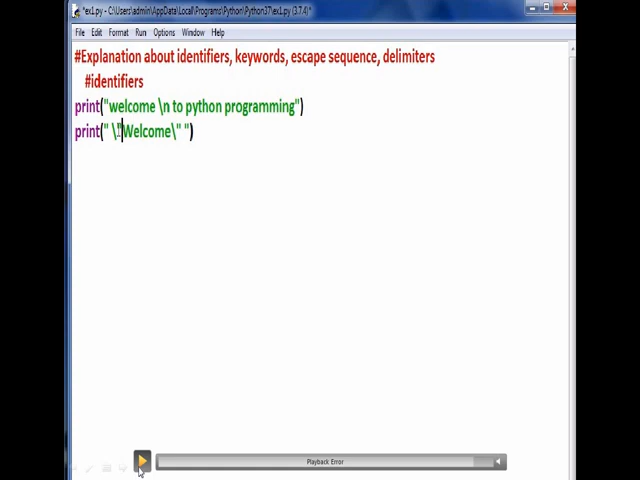 *ex1.py - C:\Users\admin\AppData\Local\Programs\Python\Python37\ex1.py (3.7.4)*
File Edit Format Run Options Window Help
#Explanation about identifiers, keywords, escape sequence, delimiters
#identifiers
print("welcome \n to python programming")
print(" \"Welcome\" ")
Playback Error